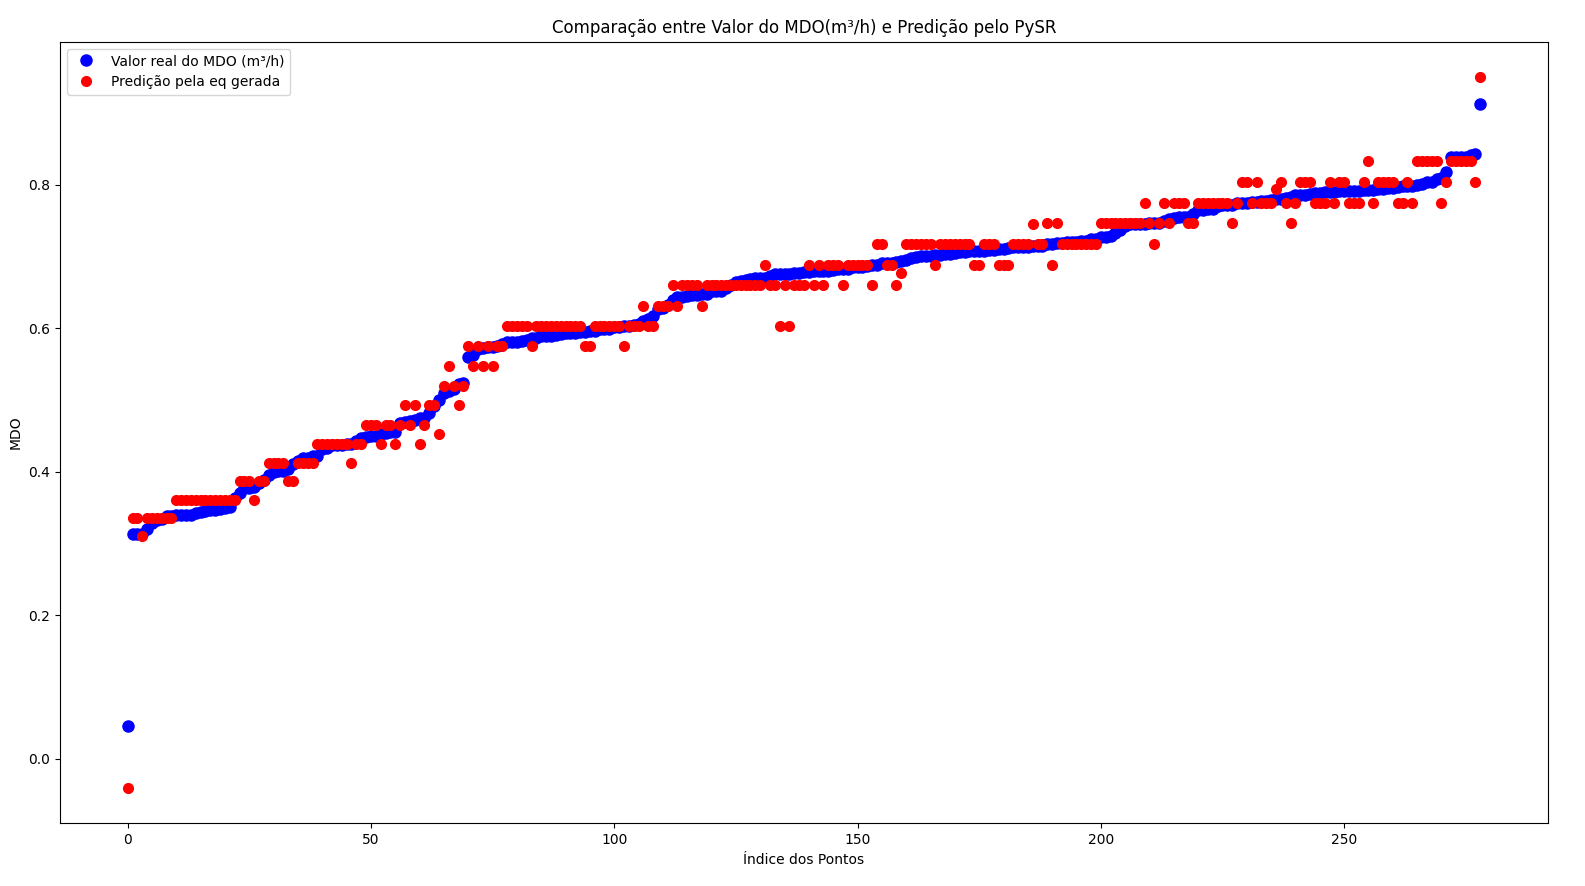 Comparação entre Valor do MDO(m³/h) e Predição pelo PySR
Valor real do MDO (m³/h)
Predição pela eq gerada
0.8
0.6
0.4
0.2
0.0
MDO
0
50
100
150
200
250
Índice dos Pontos